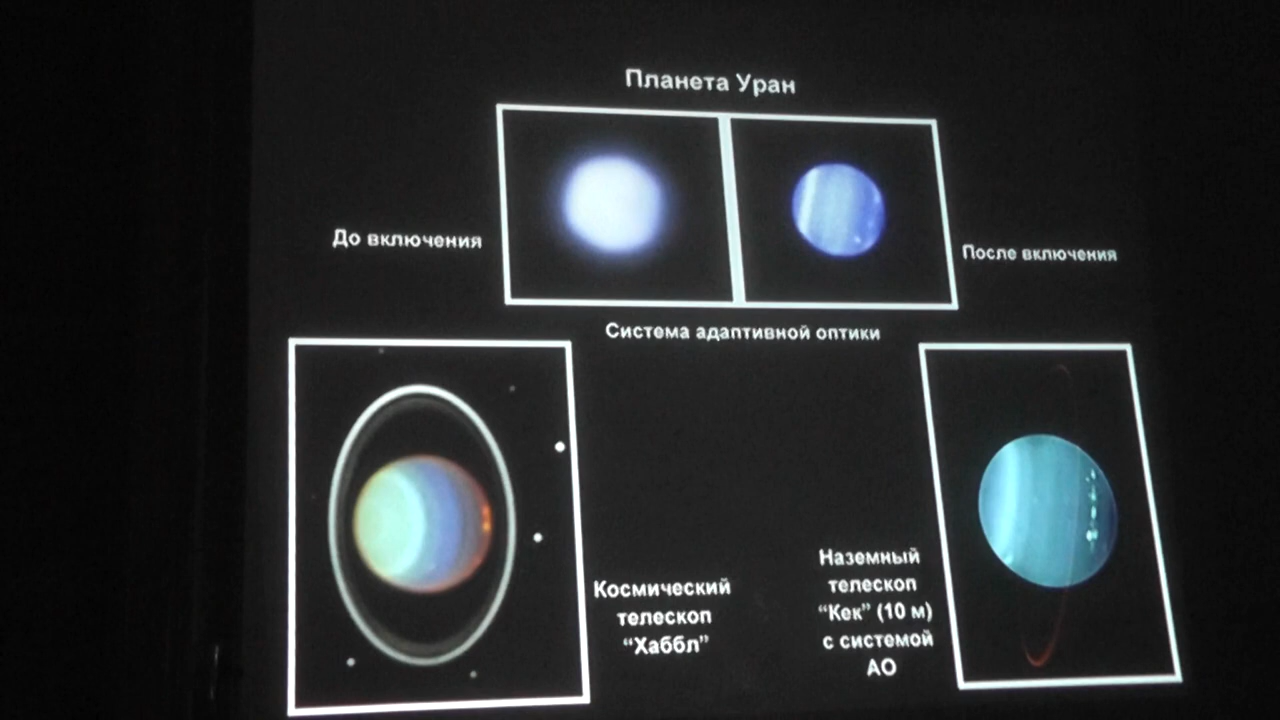 Планета Уран
До включения
После включения
Система адаптивной оптики
Космический
телескоп
“Хаббл”
Наземный
телескоп
“Кек” (10 м)
с системой
АО